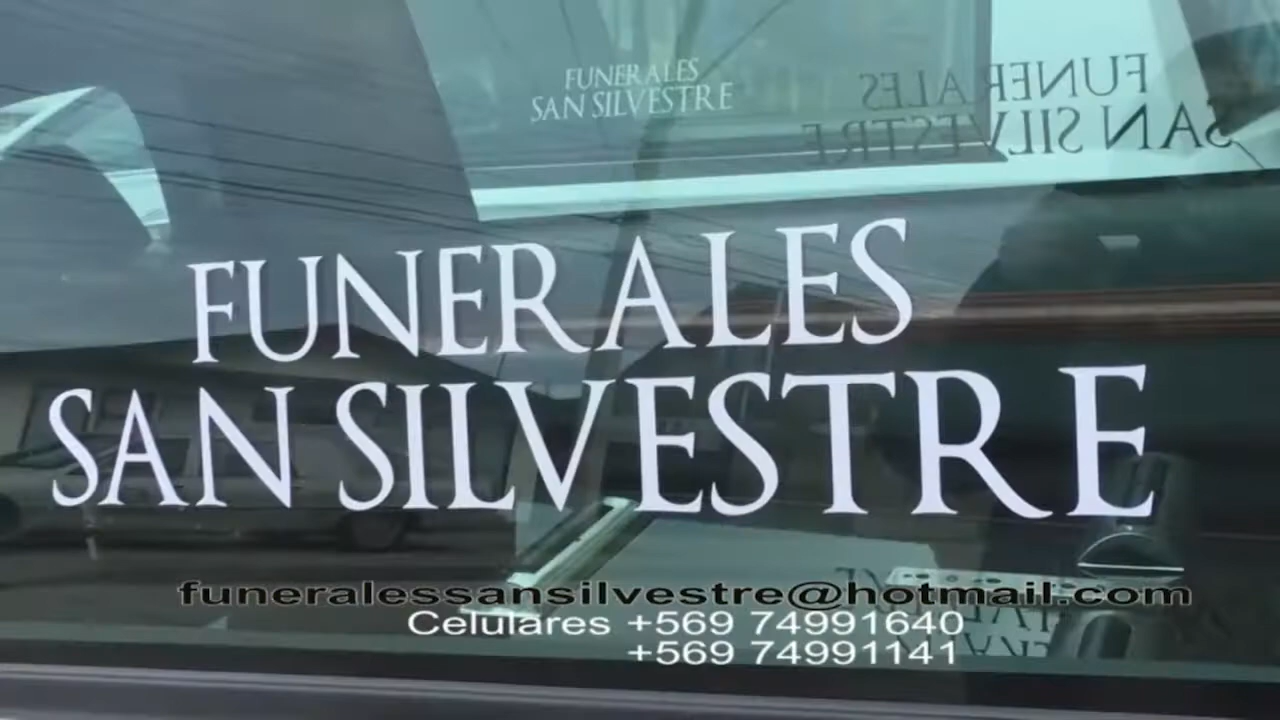 FUNERALES
SAN SILVESTRE
FUNERALES
SAN SILVESTRE
FUNERALES
SAN SILVESTRE
funeralessansilvestre@hotmail.com
Celulares +569 74991640
+569 74991141